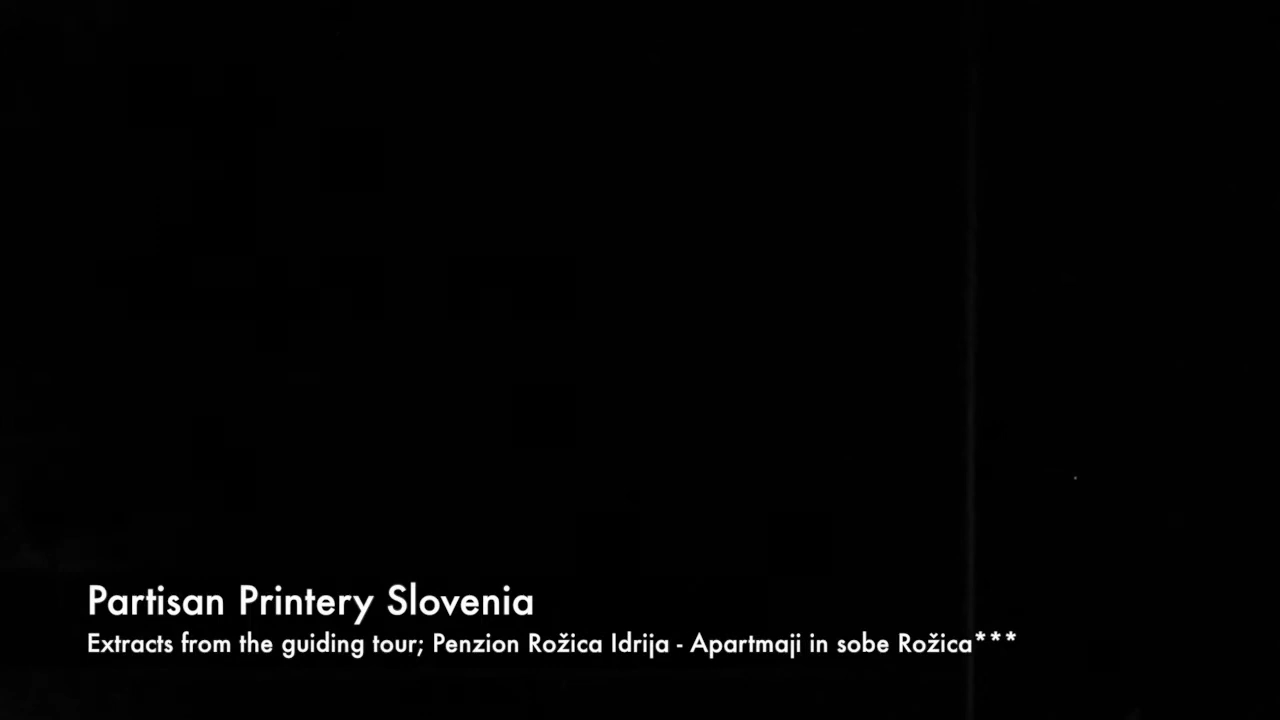 Partisan Printery Slovenia
Extracts from the guiding tour; Penzion Rožica Idrija - Apartmaji in sobe Rožica***